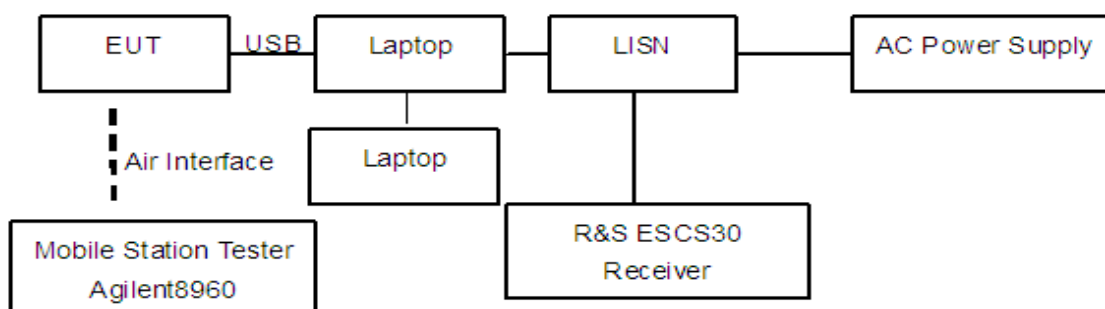 EUT
USB
Laptop
LISN
AC Power Supply
Air Interface
Laptop
Mobile Station Tester
Agilent8960
R&S ESCS30
Receiver